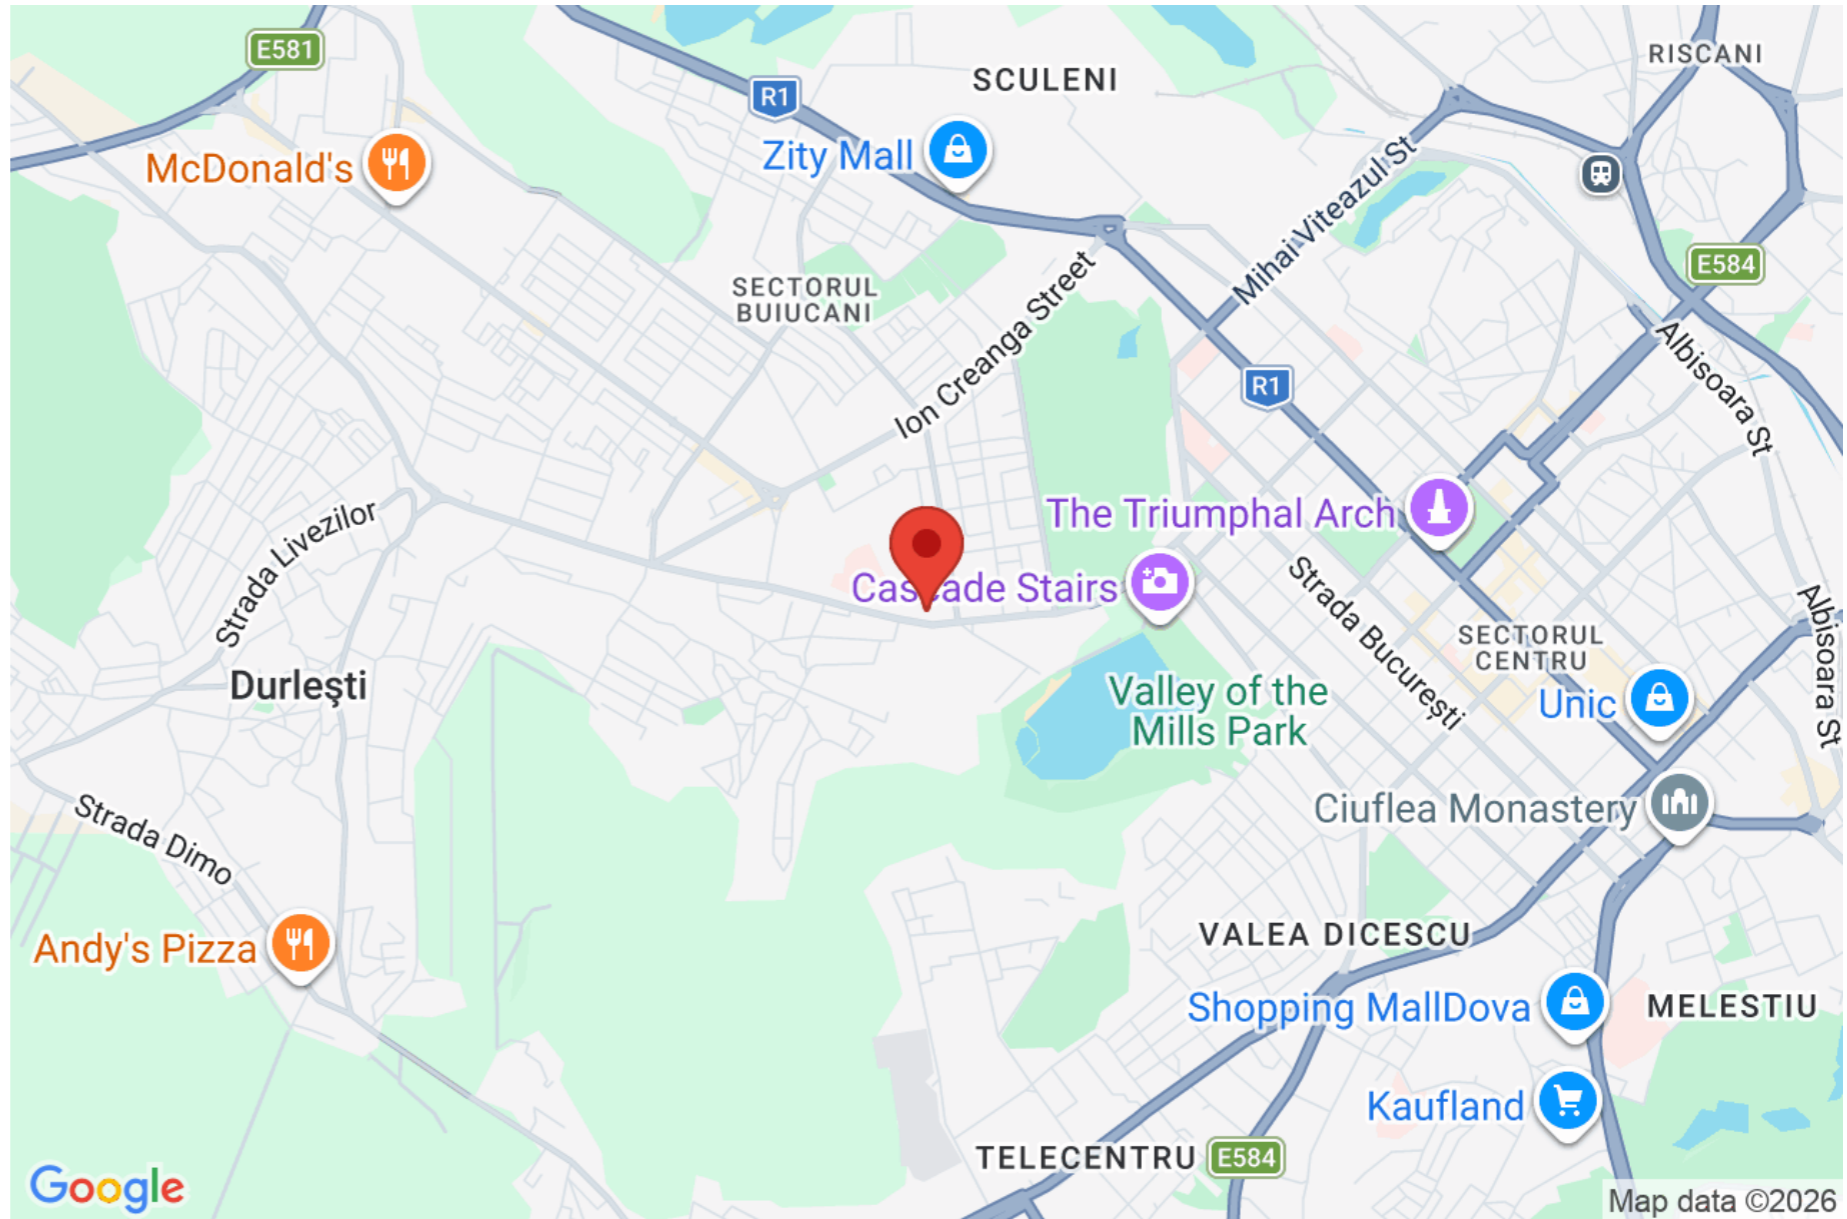 E581
RISCANI
SCULENI
R1
McDonald's
Zity Mall
Mihai Viteazul St
E584
SECTORUL
BUIUCANI
Ion Creanga Street
Albisoara St
R1
The Triumphal Arch
Strada Livezilor
Cascade Stairs
Strada București
Albisoara St
SECTORUL
CENTRU
Durleşti
Valley of the
Mills Park
Unic
Strada Dimo
Ciuflea Monastery
Andy's Pizza
VALEA DICESCU
Shopping MallDova
MELESTIU
Kaufland
TELECENTRU
E584
Google
Map data ©2026